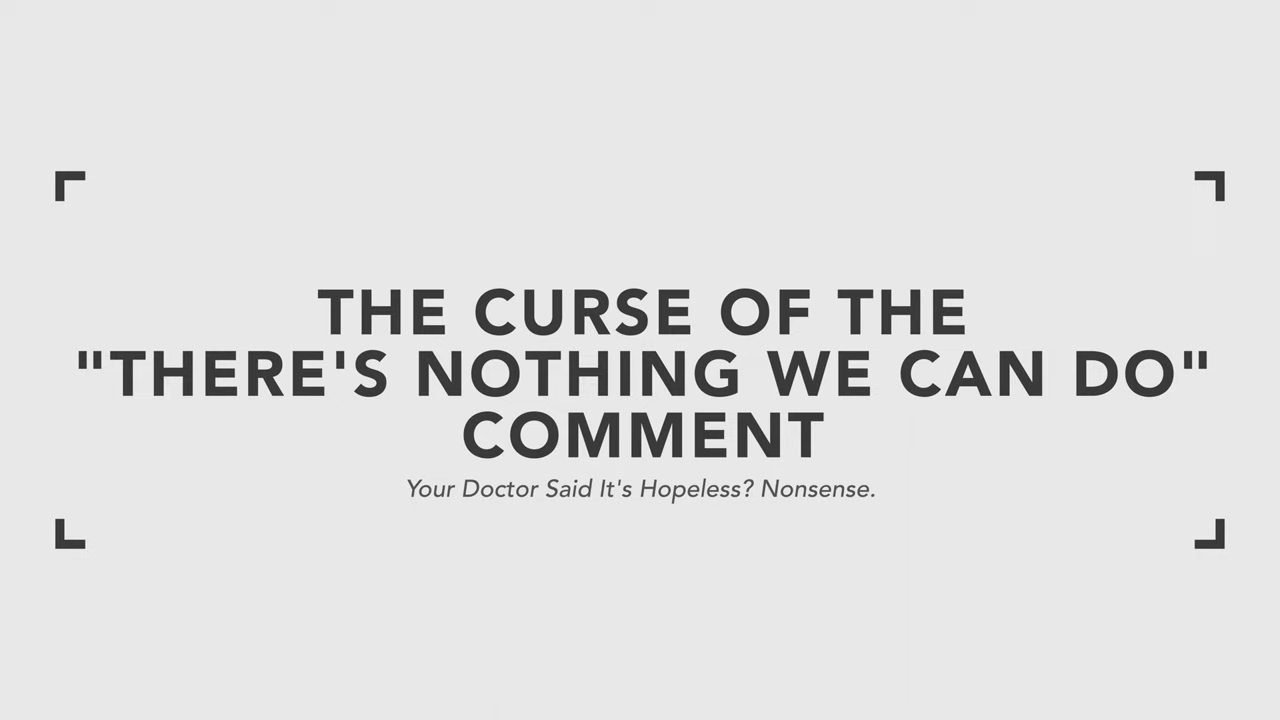 THE CURSE OF THE
"THERE'S NOTHING WE CAN DO"
COMMENT
Your Doctor Said It's Hopeless? Nonsense.